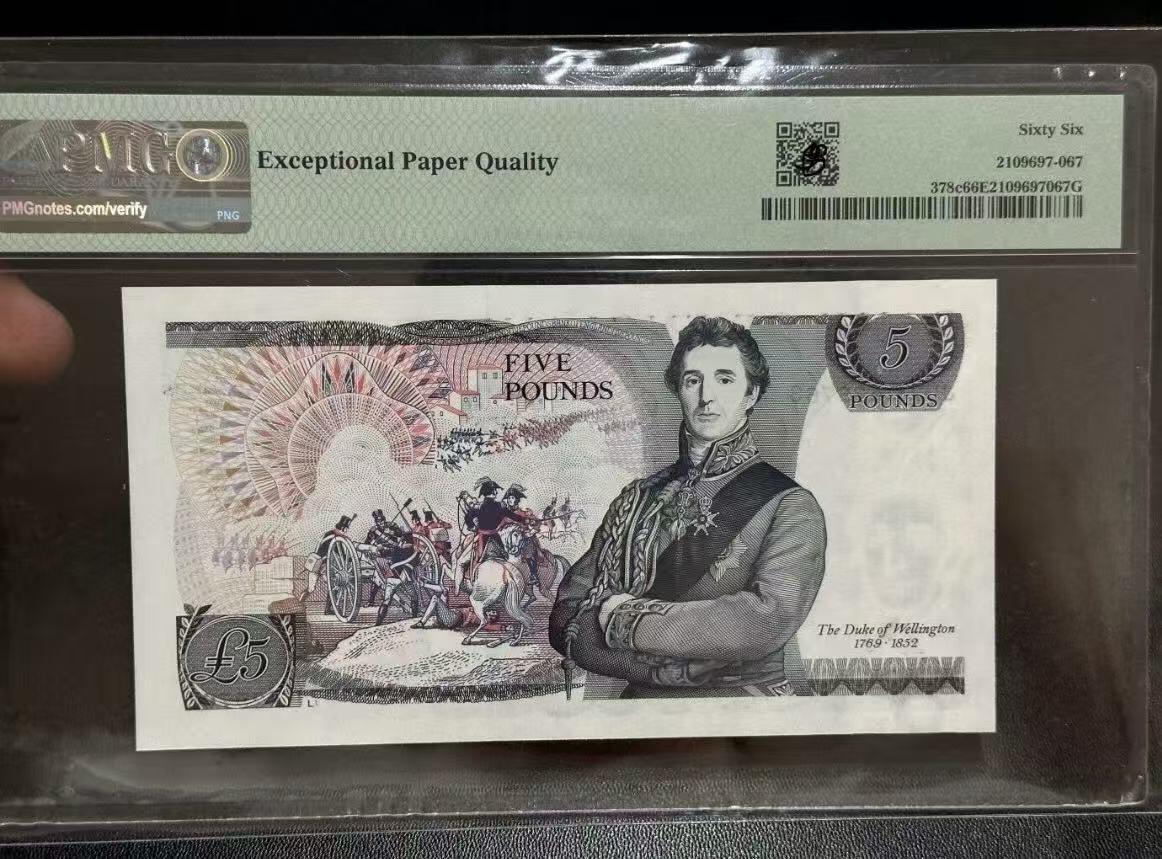 PMG
PMGnotes.com/verify
PNG
Exceptional Paper Quality
Sixty Six
2109697-067
378c66E2109697067G
FIVE
POUNDS
5
POUNDS
The Duke of Wellington
1769 · 1852
£5
L